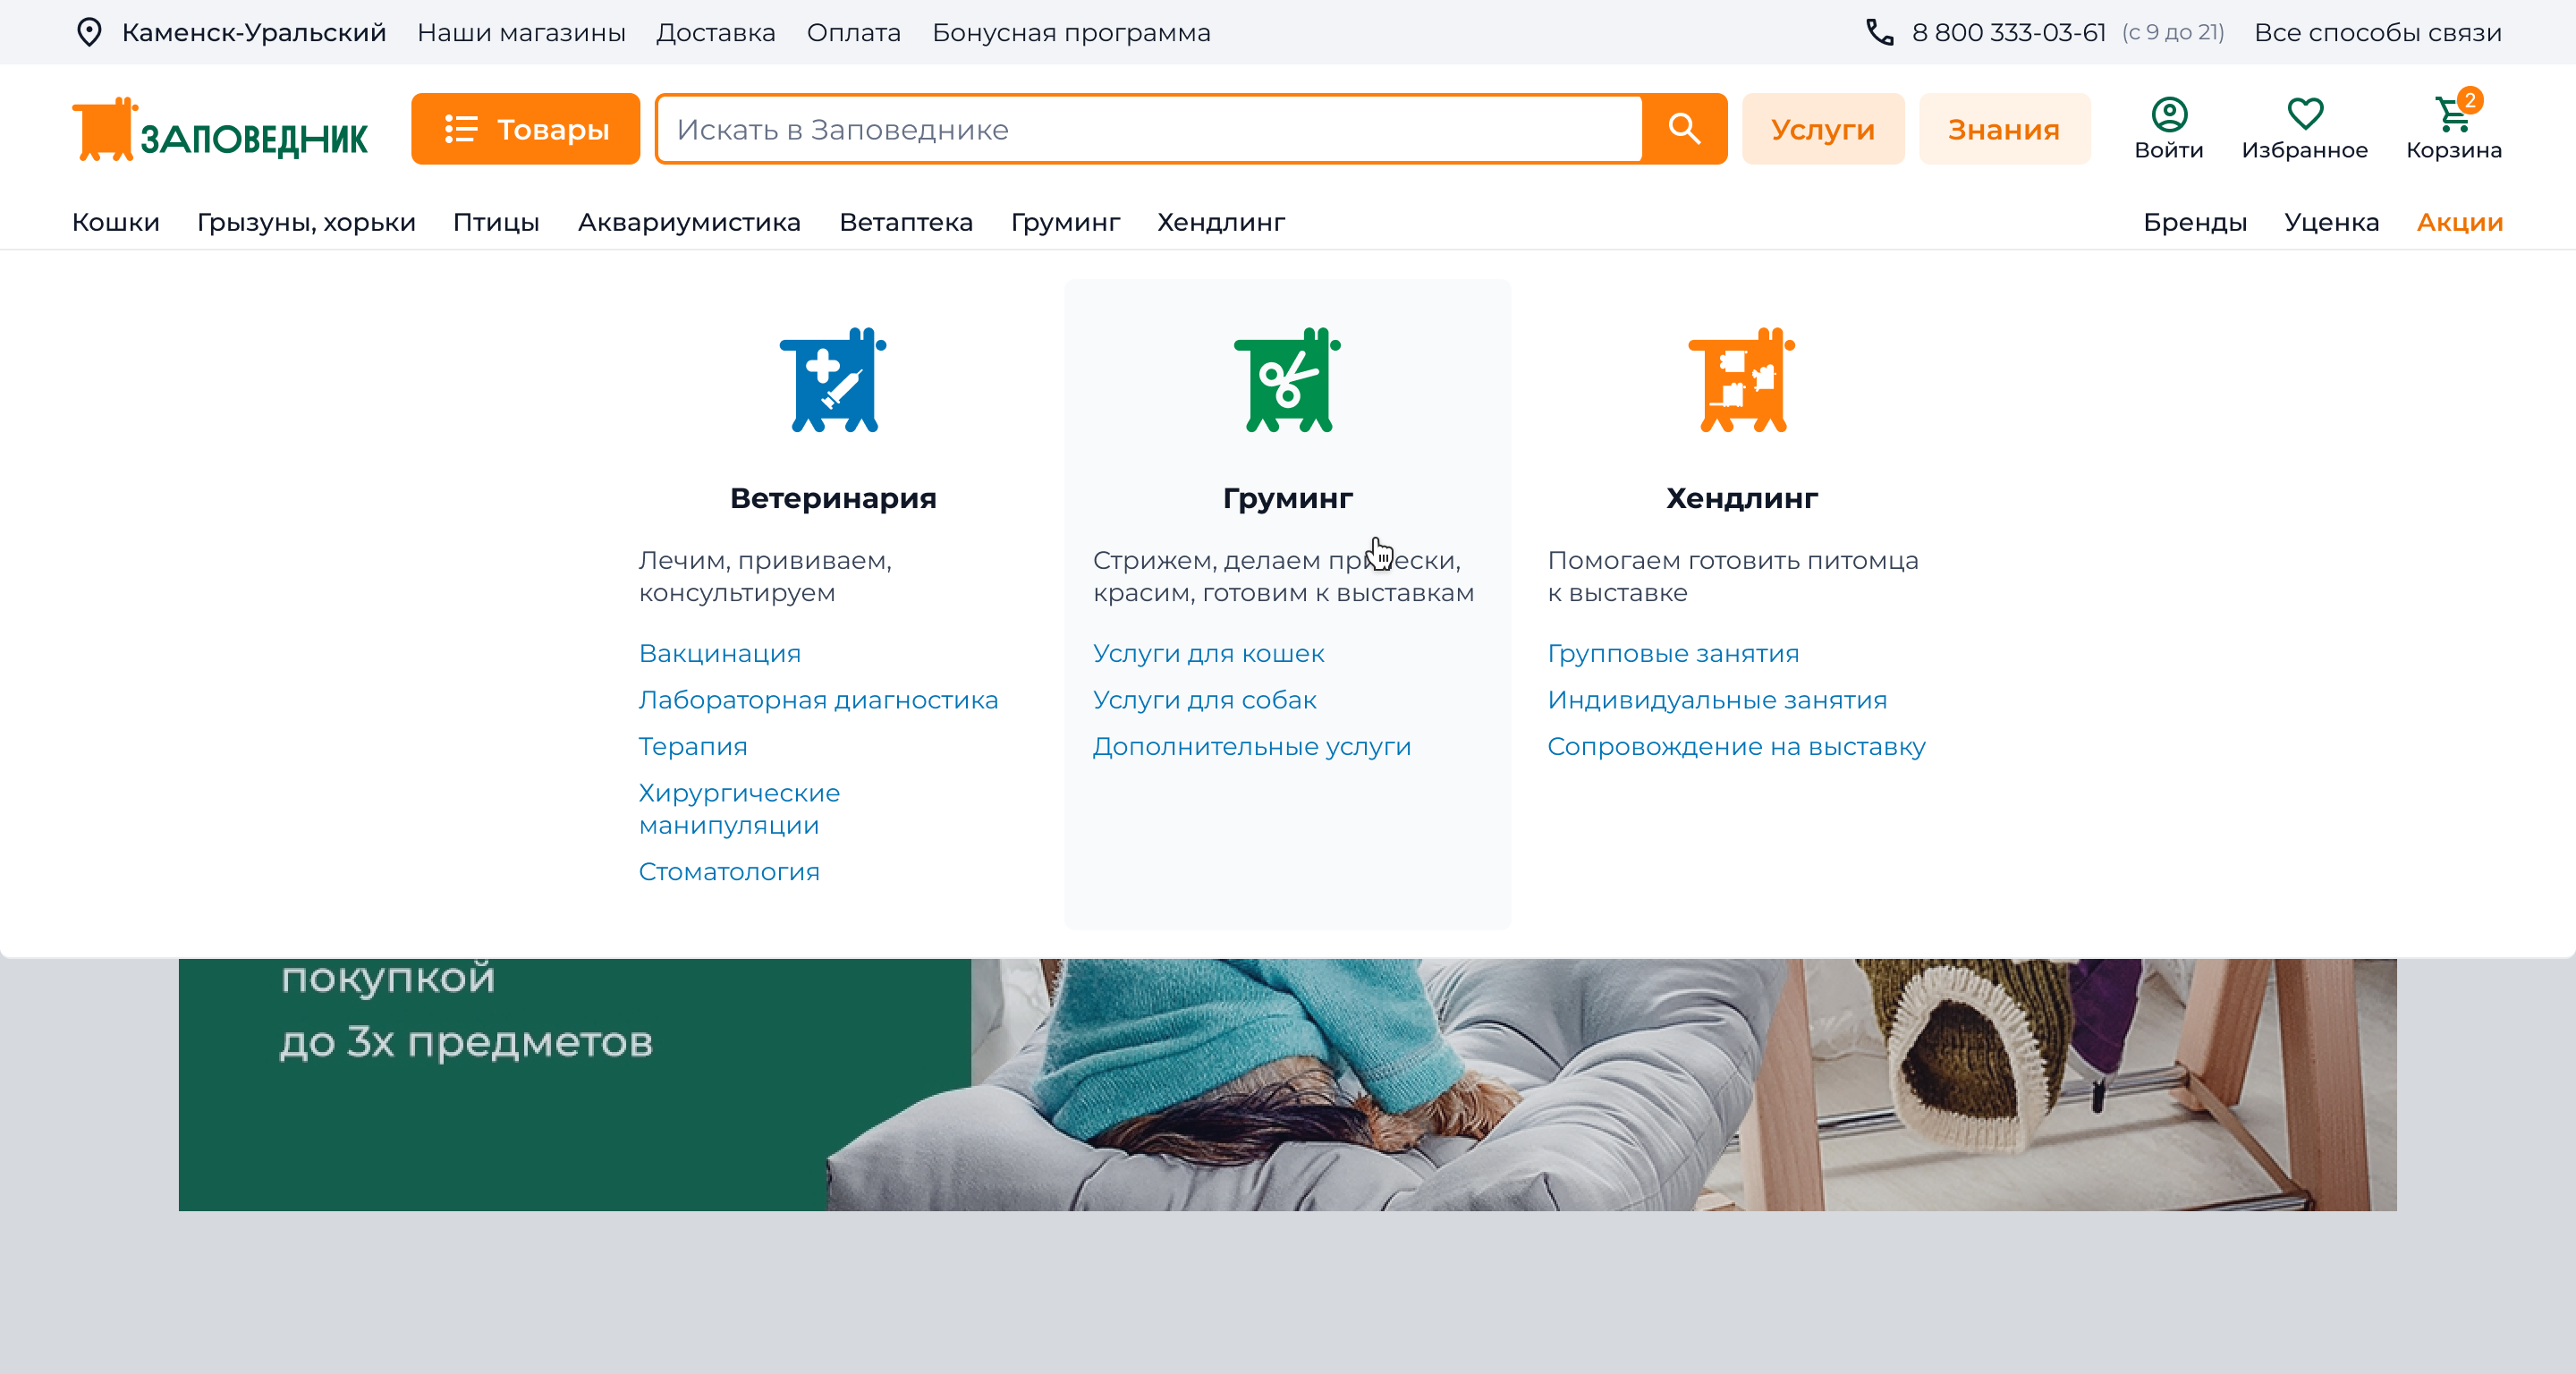 Каменск-Уральский Наши магазины Доставка Оплата Бонусная программа 8 800 333-03-61 (с 9 до 21) Все способы связи
ЗАПОВЕДНИК Товары Искать в Заповеднике Услуги Знания Войти Избранное 2 Корзина
Кошки Грызуны, хорьки Птицы Аквариумистика Ветаптека Груминг Хендлинг Бренды Уценка Акции
Ветеринария
Лечим, прививаем,
консультируем
Вакцинация
Лабораторная диагностика
Терапия
Хирургические
манипуляции
Стоматология
Груминг
Стрижем, делаем прически,
красим, готовим к выставкам
Услуги для кошек
Услуги для собак
Дополнительные услуги
Хендлинг
Помогаем готовить питомца
к выставке
Групповые занятия
Индивидуальные занятия
Сопровождение на выставку
покупкой
до 3х предметов